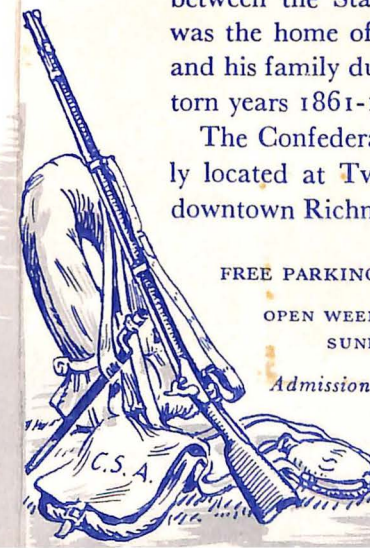 between the Sta
was the home of
and his family du
torn years 1861-
The Confedera
ly located at Tw
downtown Richm
FREE PARKING
OPEN WEE
SUN
Admission
C.S.A.